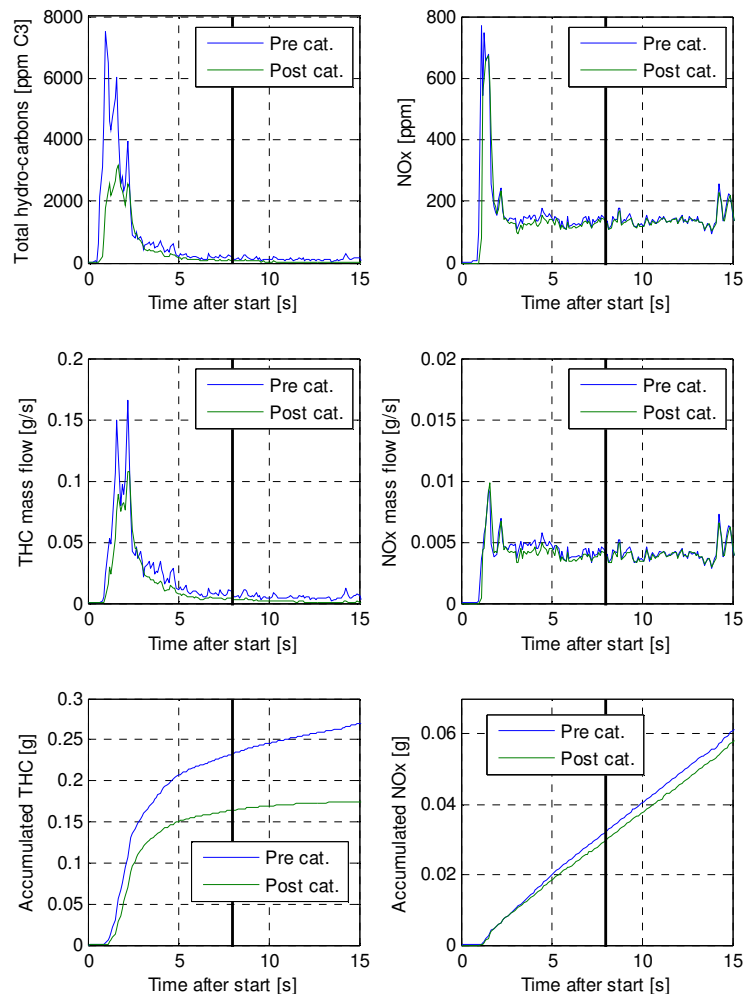 8000
6000
4000
2000
0
Total hydro-carbons [ppm C3]
Pre cat.
Post cat.
0 5 10 15
Time after start [s]
800
600
400
200
0
NOx [ppm]
Pre cat.
Post cat.
0 5 10 15
Time after start [s]
0.2
0.15
0.1
0.05
0
THC mass flow [g/s]
Pre cat.
Post cat.
0 5 10 15
Time after start [s]
0.02
0.015
0.01
0.005
0
NOx mass flow [g/s]
Pre cat.
Post cat.
0 5 10 15
Time after start [s]
0.3
0.25
0.2
0.15
0.1
0.05
0
Accumulated THC [g]
Pre cat.
Post cat.
0 5 10 15
Time after start [s]
0.06
0.04
0.02
0
Accumulated NOx [g]
Pre cat.
Post cat.
0 5 10 15
Time after start [s]